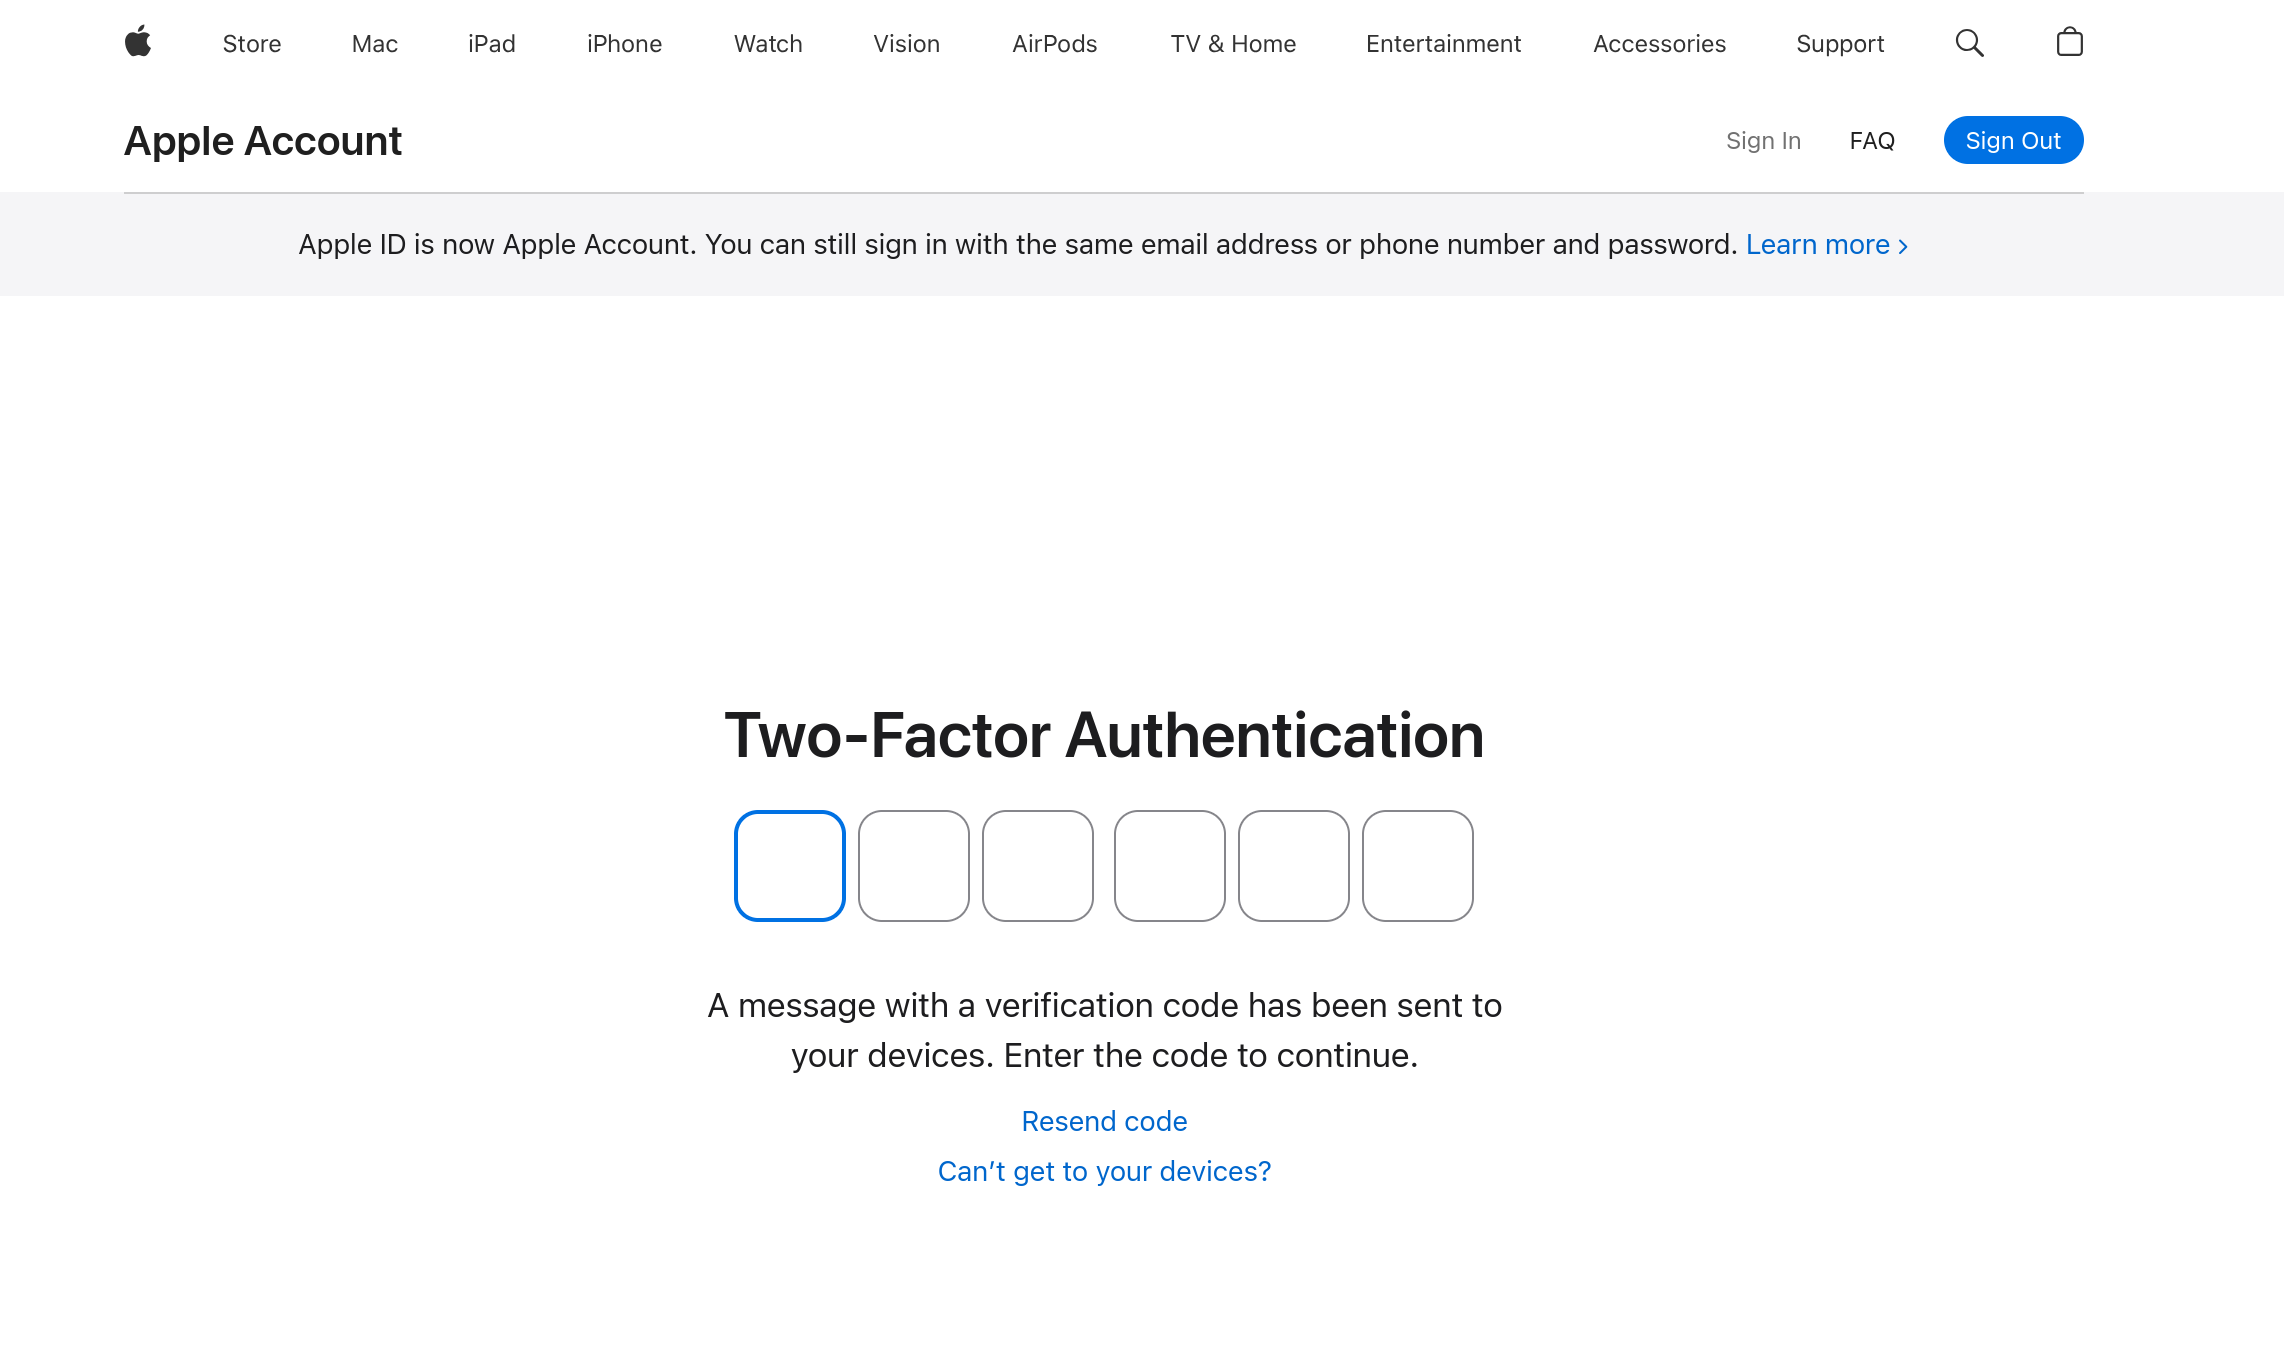 Store Mac iPad iPhone Watch Vision AirPods TV & Home Entertainment Accessories Support
Apple Account Sign In FAQ Sign Out
Apple ID is now Apple Account. You can still sign in with the same email address or phone number and password. Learn more ›
Two-Factor Authentication
A message with a verification code has been sent to
your devices. Enter the code to continue.
Resend code
Can’t get to your devices?